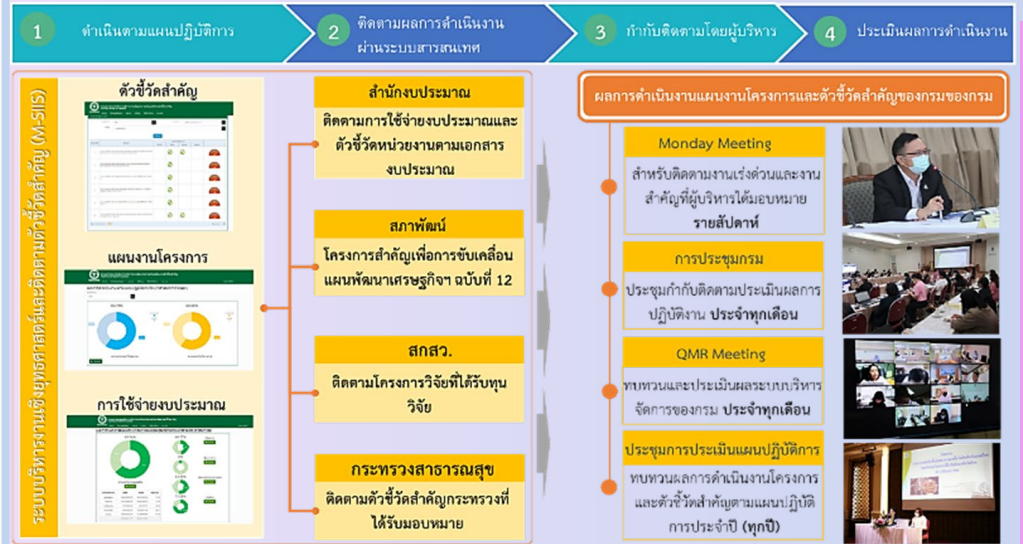 1 ดำเนินตามแผนปฏิบัติการ
2 ติดตามผลการดำเนินงาน
ผ่านระบบสารสนเทศ
3 กำกับติดตามโดยผู้บริหาร
4 ประเมินผลการดำเนินงาน
ระบบบริหารงานเชิงยุทธศาสตร์และติดตามตัวชี้วัดสำคัญ (M-SIIS)
ตัวชี้วัดสำคัญ
แผนงานโครงการ
การใช้จ่ายงบประมาณ
สำนักงบประมาณ
ติดตามการใช้จ่ายงบประมาณและ
ตัวชี้วัดหน่วยงานตามเอกสาร
งบประมาณ
สภาพัฒน์
โครงการสำคัญเพื่อการขับเคลื่อน
แผนพัฒนาเศรษฐกิจฯ ฉบับที่ 12
สกสว.
ติดตามโครงการวิจัยที่ได้รับทุน
วิจัย
กระทรวงสาธารณสุข
ติดตามตัวชี้วัดสำคัญกระทรวงที่
ได้รับมอบหมาย
ผลการดำเนินงานแผนงานโครงการและตัวชี้วัดสำคัญของกรมของกรม
Monday Meeting
สำหรับติดตามงานเร่งด่วนและงาน
สำคัญที่ผู้บริหารได้มอบหมาย
รายสัปดาห์
การประชุมกรม
ประชุมกำกับติดตามประเมินผลการ
ปฏิบัติงาน ประจำทุกเดือน
QMR Meeting
ทบทวนและประเมินผลระบบบริหาร
จัดการของกรม ประจำทุกเดือน
ประชุมการประเมินแผนปฏิบัติการ
ทบทวนผลการดำเนินงานโครงการ
และตัวชี้วัดสำคัญตามแผนปฏิบัติ
การประจำปี (ทุกปี)